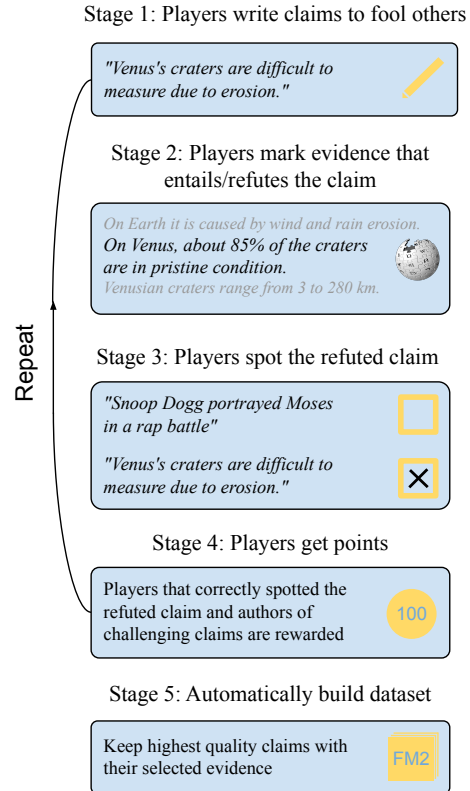 Stage 1: Players write claims to fool others
"Venus's craters are difficult to
measure due to erosion."
Stage 2: Players mark evidence that
entails/refutes the claim
On Earth it is caused by wind and rain erosion.
On Venus, about 85% of the craters
are in pristine condition.
Venusian craters range from 3 to 280 km.
Repeat
Stage 3: Players spot the refuted claim
"Snoop Dogg portrayed Moses
in a rap battle"
"Venus's craters are difficult to
measure due to erosion."
Stage 4: Players get points
Players that correctly spotted the
refuted claim and authors of
challenging claims are rewarded
100
Stage 5: Automatically build dataset
Keep highest quality claims with
their selected evidence
FM2